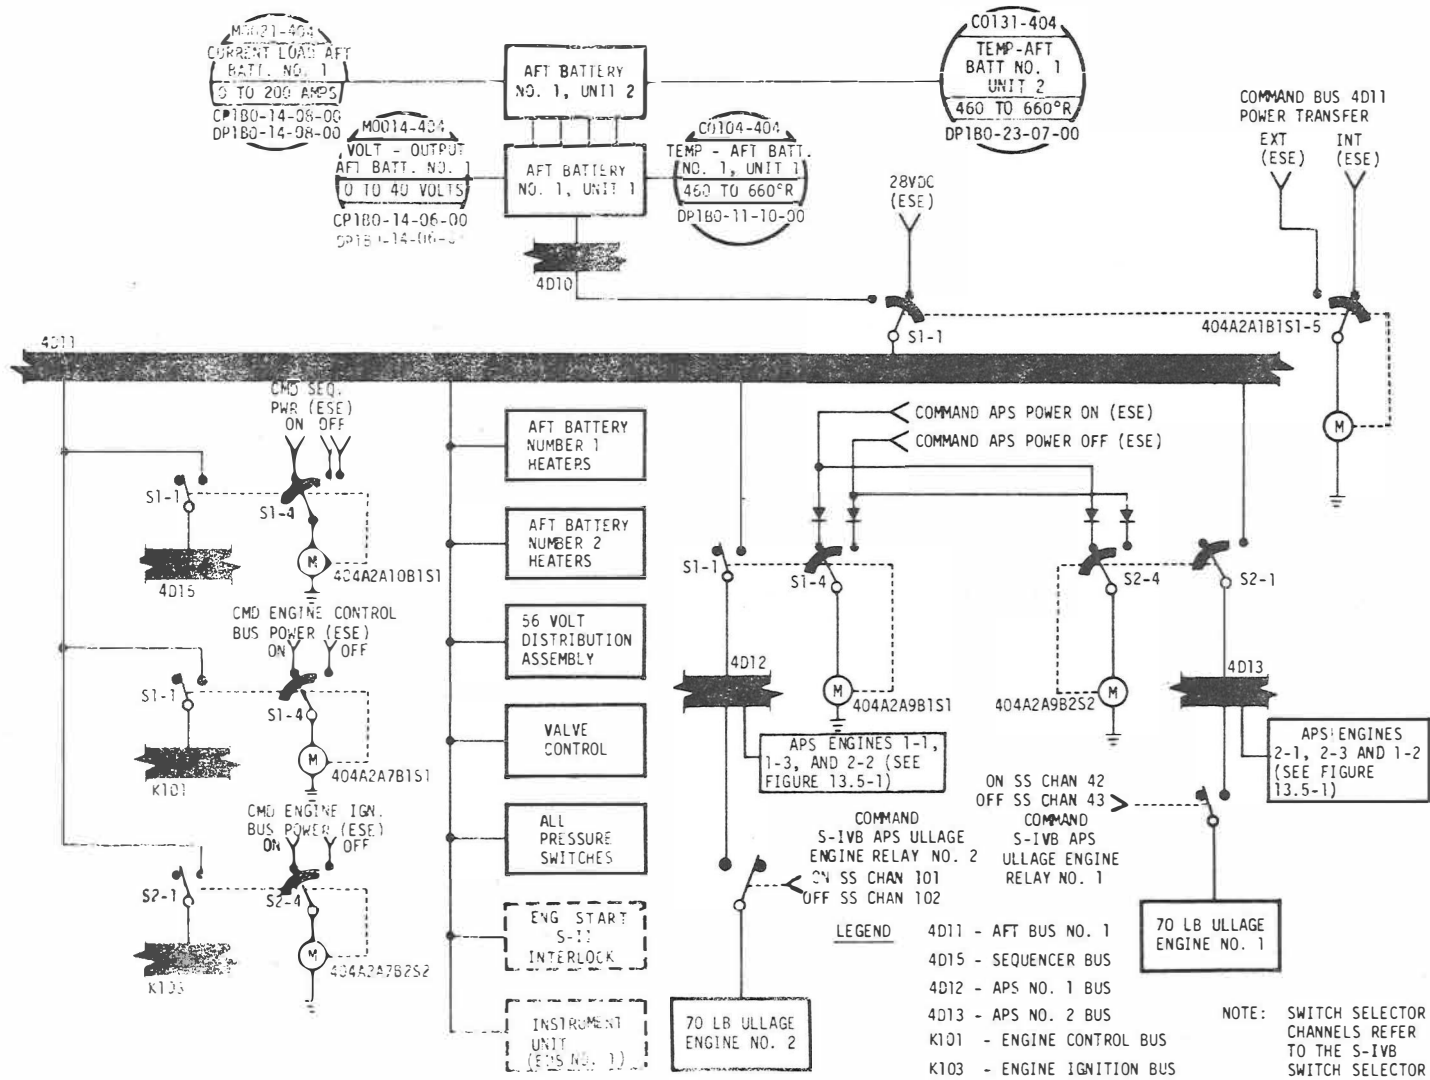 M0021-404
CURRENT LOAD AFT
BATT. NO. 1
0 TO 200 AMPS
CP1B0-14-08-00
DP1B0-14-08-00
AFT BATTERY
NO. 1, UNIT 2
C0131-404
TEMP-AFT
BATT NO. 1
UNIT 2
460 TO 660°R
DP1B0-23-07-00
M0014-404
VOLT - OUTPUT
AFT BATT. NO. 1
0 TO 40 VOLTS
CP1B0-14-06-00
AFT BATTERY
NO. 1, UNIT 1
C0104-404
TEMP - AFT BATT.
NO. 1, UNIT 1
460 TO 660°R
DP1B0-11-10-00
28VDC
(ESE)
COMMAND BUS 4D11
POWER TRANSFER
EXT
(ESE)
INT
(ESE)
4D10
S1-1
404A2A1B1S1-5
M
4D11
CMD SEQ.
PWR (ESE)
ON OFF
S1-1
S1-4
M
404A2A10B1S1
4D15
CMD ENGINE CONTROL
BUS POWER (ESE)
ON OFF
S1-1
S1-4
M
404A2A7B1S1
K101
CMD ENGINE IGN.
BUS POWER (ESE)
ON OFF
S2-1
S2-4
M
404A2A7B2S2
K103
AFT BATTERY
NUMBER 1
HEATERS
AFT BATTERY
NUMBER 2
HEATERS
56 VOLT
DISTRIBUTION
ASSEMBLY
VALVE
CONTROL
ALL
PRESSURE
SWITCHES
ENG START
S-II
INTERLOCK
INSTRUMENT
UNIT
(EDS NO. 1)
COMMAND APS POWER ON (ESE)
COMMAND APS POWER OFF (ESE)
S1-1
S1-4
S2-4
S2-1
4D12
M
404A2A9B1S1
404A2A9B2S2
M
4D13
APS ENGINES 1-1,
1-3, AND 2-2 (SEE
FIGURE 13.5-1)
APS ENGINES
2-1, 2-3 AND 1-2
(SEE FIGURE
13.5-1)
ON SS CHAN 42
OFF SS CHAN 43
COMMAND
S-IVB APS
ULLAGE ENGINE
RELAY NO. 1
COMMAND
S-IVB APS ULLAGE
ENGINE RELAY NO. 2
ON SS CHAN 101
OFF SS CHAN 102
70 LB ULLAGE
ENGINE NO. 2
70 LB ULLAGE
ENGINE NO. 1
LEGEND
4D11 - AFT BUS NO. 1
4D15 - SEQUENCER BUS
4D12 - APS NO. 1 BUS
4D13 - APS NO. 2 BUS
K101 - ENGINE CONTROL BUS
K103 - ENGINE IGNITION BUS
NOTE: SWITCH SELECTOR
CHANNELS REFER
TO THE S-IVB
SWITCH SELECTOR